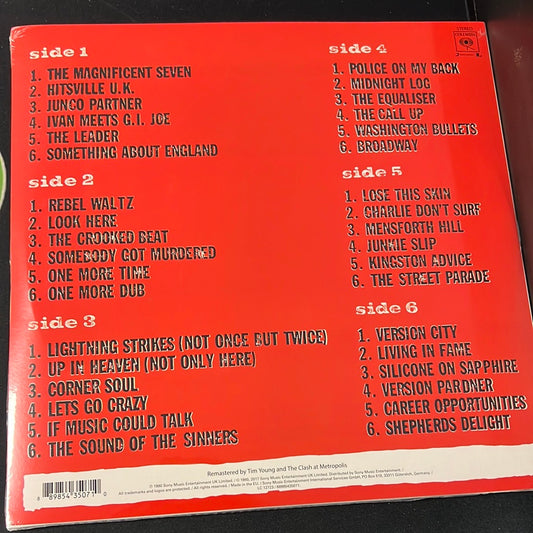 side 1
1. THE MAGNIFICENT SEVEN
2. HITSVILLE U.K.
3. JUNCO PARTNER
4. IVAN MEETS G.I. JOE
5. THE LEADER
6. SOMETHING ABOUT ENGLAND
side 2
1. REBEL WALTZ
2. LOOK HERE
3. THE CROOKED BEAT
4. SOMEBODY GOT MURDERED
5. ONE MORE TIME
6. ONE MORE DUB
side 3
1. LIGHTNING STRIKES (NOT ONCE BUT TWICE)
2. UP IN HEAVEN (NOT ONLY HERE)
3. CORNER SOUL
4. LETS GO CRAZY
5. IF MUSIC COULD TALK
6. THE SOUND OF THE SINNERS
STEREO
COLUMBIA
side 4
1. POLICE ON MY BACK
2. MIDNIGHT LOG
3. THE EQUALISER
4. THE CALL UP
5. WASHINGTON BULLETS
6. BROADWAY
side 5
1. LOSE THIS SKIN
2. CHARLIE DON'T SURF
3. MENSFORTH HILL
4. JUNKIE SLIP
5. KINGSTON ADVICE
6. THE STREET PARADE
side 6
1. VERSION CITY
2. LIVING IN FAME
3. SILICONE ON SAPPHIRE
4. VERSION PARDNER
5. CAREER OPPORTUNITIES
6. SHEPHERDS DELIGHT
Remastered by Tim Young and The Clash at Metropolis
8 89854 35071 0